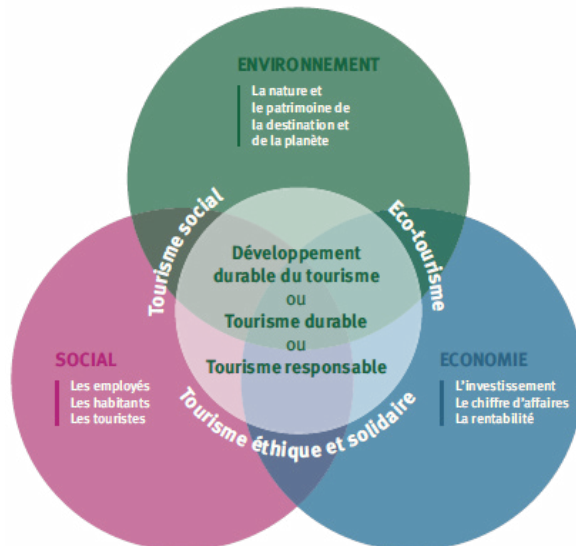 ENVIRONNEMENT
La nature et
le patrimoine de
la destination et
de la planète
Tourisme social
Eco-tourisme
Développement
durable du tourisme
ou
Tourisme durable
ou
Tourisme responsable
SOCIAL
Les employés
Les habitants
Les touristes
ECONOMIE
L'investissement
Le chiffre d'affaires
La rentabilité
Tourisme éthique et solidaire